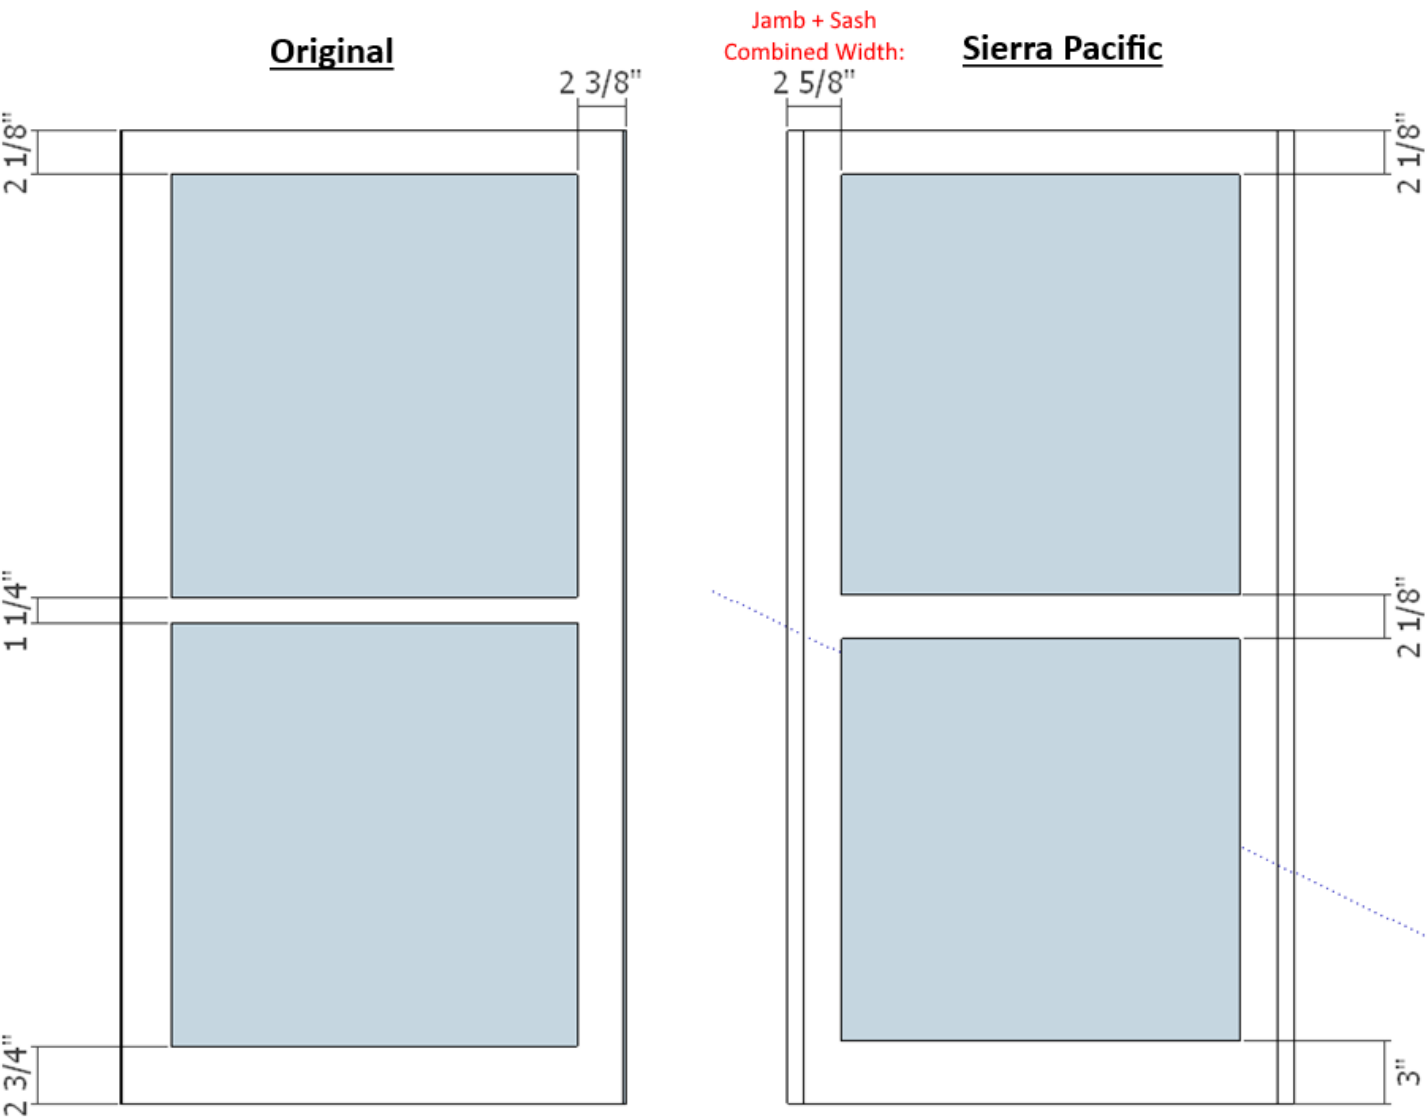 Original
2 3/8"
2 1/8"
1 1/4"
2 3/4"
Jamb + Sash
Combined Width:
2 5/8"
Sierra Pacific
2 1/8"
2 1/8"
3"